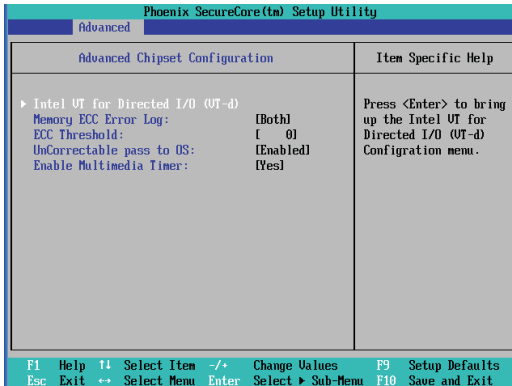 Phoenix SecureCore(tm) Setup Utility
Advanced
Advanced Chipset Configuration
Item Specific Help
▶ Intel VT for Directed I/O (VT-d)
Memory ECC Error Log: [Both]
ECC Threshold: [ 0]
UnCorrectable pass to OS: [Enabled]
Enable Multimedia Timer: [Yes]
Press <Enter> to bring
up the Intel VT for
Directed I/O (VT-d)
Configration menu.
F1 Help ↑↓ Select Item -/+ Change Values F9 Setup Defaults
Esc Exit ↔ Select Menu Enter Select ▶ Sub-Menu F10 Save and Exit